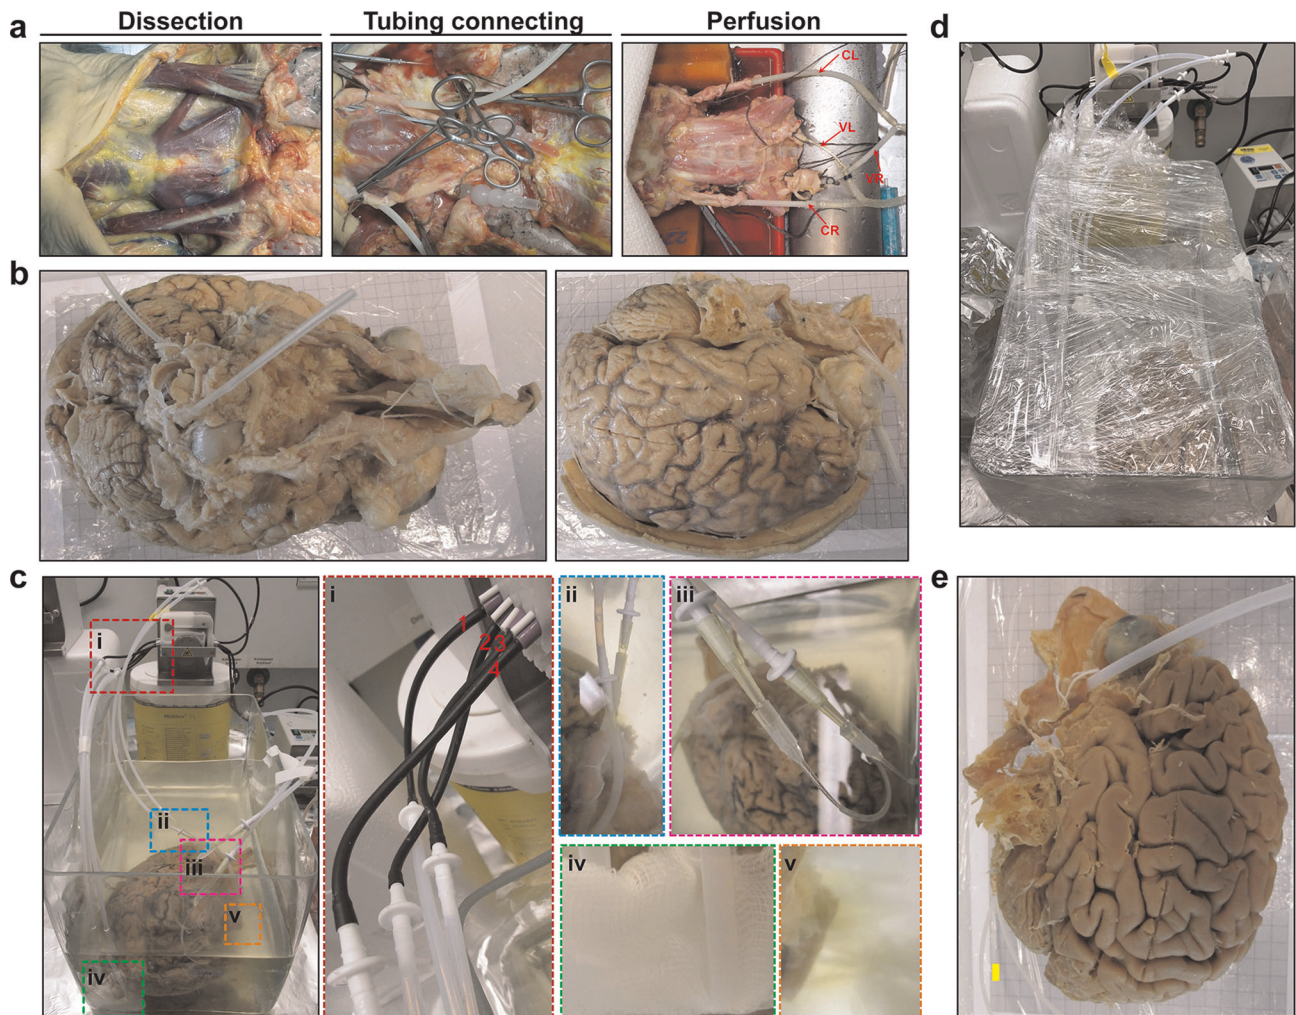 a
Dissection
Tubing connecting
Perfusion
CL
VL
VR
CR
d
b
c
i
ii
iii
iv
v
i
1
2
3
4
ii
iii
iv
v
e